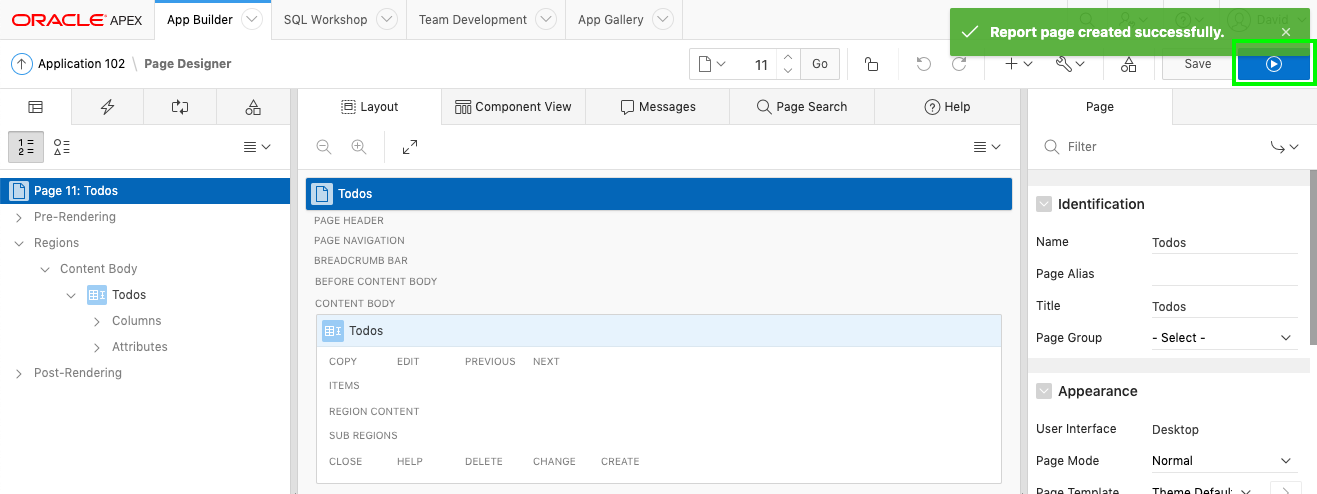 ORACLE APEX
App Builder
SQL Workshop
Team Development
App Gallery
David
Report page created successfully.
Application 102
Page Designer
11
Go
Save
Layout
Component View
Messages
Page Search
Help
Page
1
2
Filter
Page 11: Todos
Pre-Rendering
Regions
Content Body
Todos
Columns
Attributes
Post-Rendering
Todos
PAGE HEADER
PAGE NAVIGATION
BREADCRUMB BAR
BEFORE CONTENT BODY
CONTENT BODY
Todos
COPY EDIT PREVIOUS NEXT
ITEMS
REGION CONTENT
SUB REGIONS
CLOSE HELP DELETE CHANGE CREATE
Identification
Name Todos
Page Alias
Title Todos
Page Group - Select -
Appearance
User Interface Desktop
Page Mode Normal
Page Template Theme Default